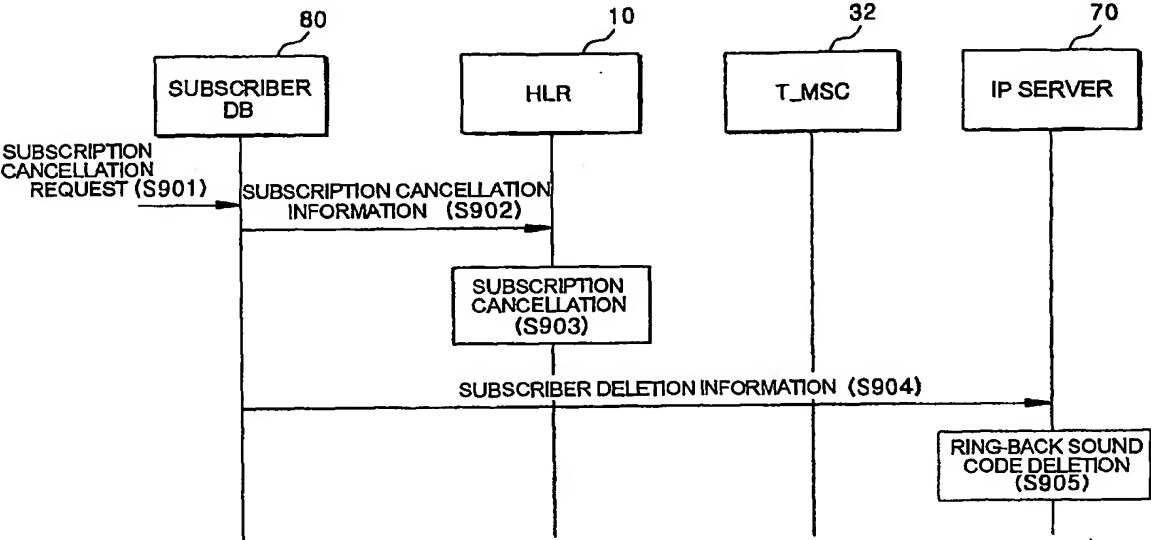 80
10
32
70
SUBSCRIBER
DB
HLR
T_MSC
IP SERVER
SUBSCRIPTION
CANCELLATION
REQUEST (S901)
SUBSCRIPTION CANCELLATION
INFORMATION (S902)
SUBSCRIPTION
CANCELLATION
(S903)
SUBSCRIBER DELETION INFORMATION (S904)
RING-BACK SOUND
CODE DELETION
(S905)